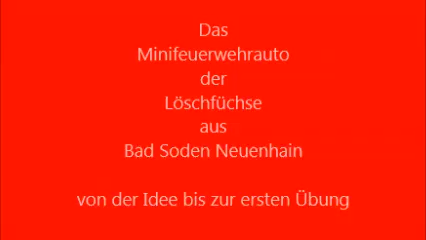 Das
Minifeuerwehrauto
der
Löschfüchse
aus
Bad Soden Neuenhain
von der Idee bis zur ersten Übung